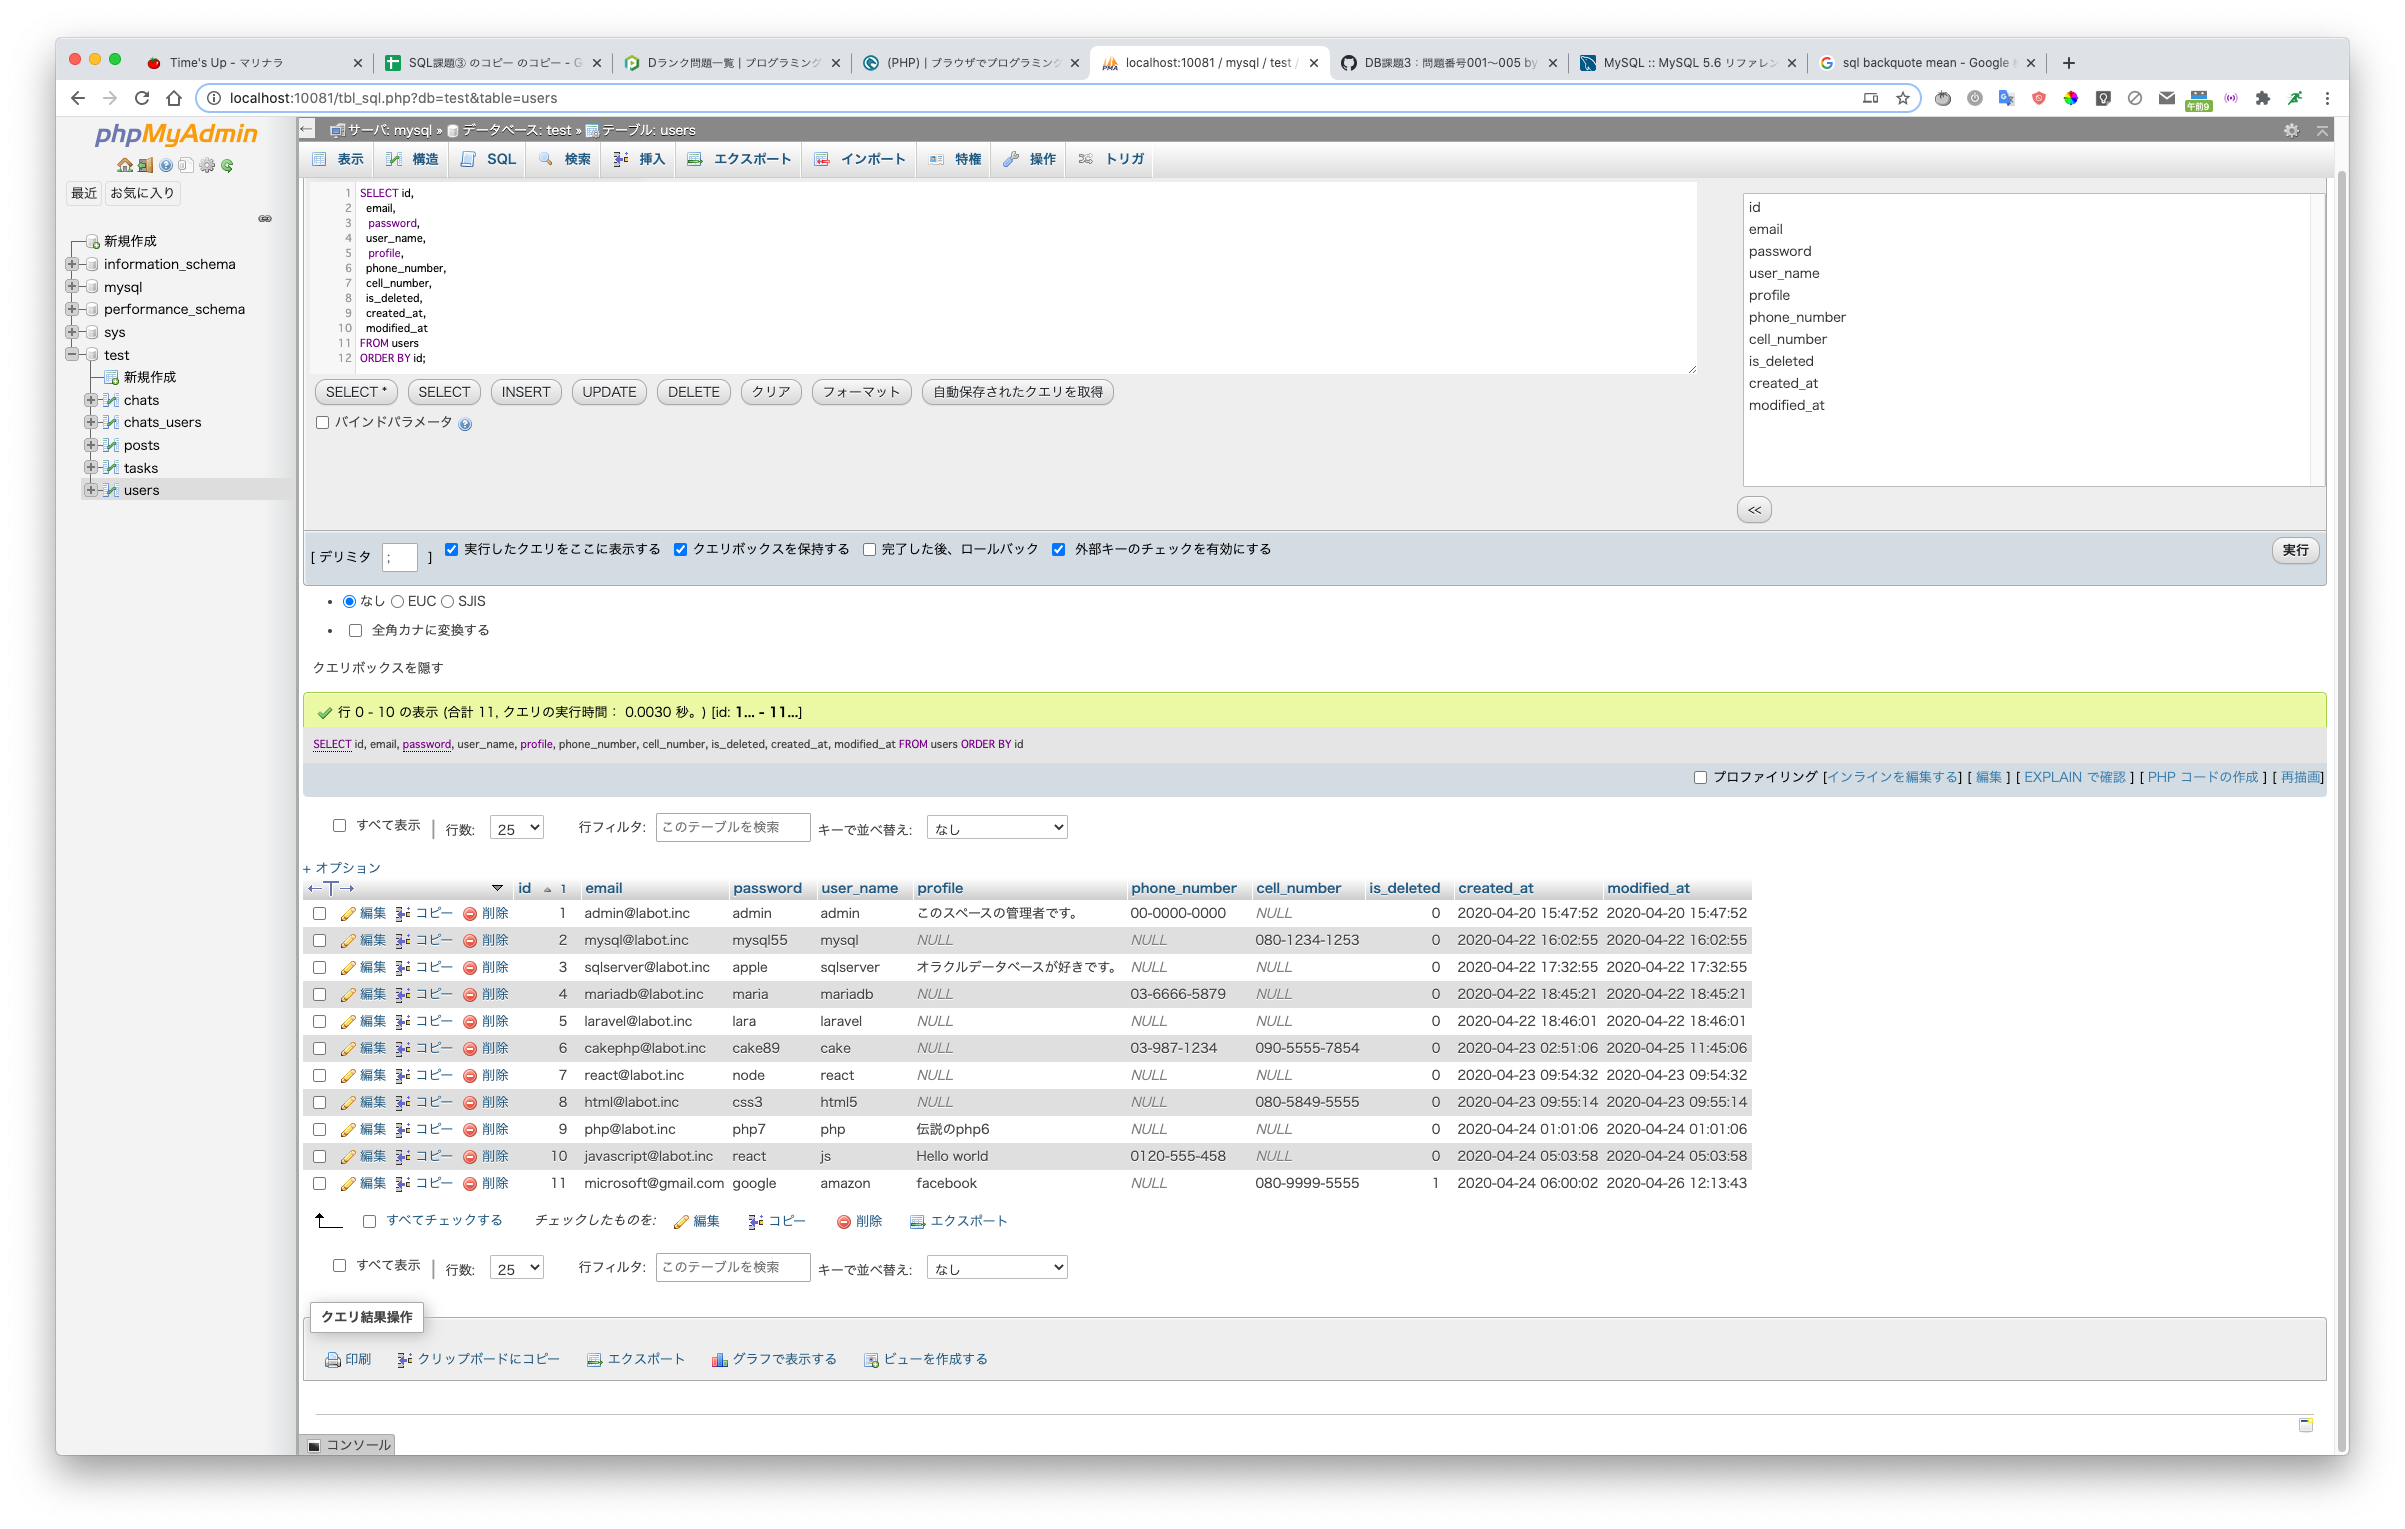 Time's Up - マリナラ
SQL課題③ のコピー のコピー - G
Dランク問題一覧 | プログラミング
(PHP) | ブラウザでプログラミング
localhost:10081 / mysql / test /
DB課題3：問題番号001〜005 by
MySQL :: MySQL 5.6 リファレン
sql backquote mean - Google
localhost:10081/tbl_sql.php?db=test&table=users
午前9
phpMyAdmin
最近 お気に入り
新規作成
information_schema
mysql
performance_schema
sys
test
新規作成
chats
chats_users
posts
tasks
users
サーバ: mysql » データベース: test » テーブル: users
表示 構造 SQL 検索 挿入 エクスポート インポート 特権 操作 トリガ
1 SELECT id,
2 email,
3 password,
4 user_name,
5 profile,
6 phone_number,
7 cell_number,
8 is_deleted,
9 created_at,
10 modified_at
11 FROM users
12 ORDER BY id;
id
email
password
user_name
profile
phone_number
cell_number
is_deleted
created_at
modified_at
SELECT * SELECT INSERT UPDATE DELETE クリア フォーマット 自動保存されたクエリを取得
バインドパラメータ
<<
[ デリミタ ; ] 実行したクエリをここに表示する クエリボックスを保持する 完了した後、ロールバック 外部キーのチェックを有効にする 実行
なし EUC SJIS
全角カナに変換する
クエリボックスを隠す
行 0 - 10 の表示 (合計 11, クエリの実行時間： 0.0030 秒。) [id: 1... - 11...]
SELECT id, email, password, user_name, profile, phone_number, cell_number, is_deleted, created_at, modified_at FROM users ORDER BY id
プロファイリング [インラインを編集する] [ 編集 ] [ EXPLAIN で確認 ] [ PHP コードの作成 ] [ 再描画]
すべて表示 | 行数: 25 行フィルタ: このテーブルを検索 キーで並べ替え: なし
+ オプション
←T→ id 1 email password user_name profile phone_number cell_number is_deleted created_at modified_at
編集 コピー 削除 1 admin@labot.inc admin admin このスペースの管理者です。 00-0000-0000 NULL 0 2020-04-20 15:47:52 2020-04-20 15:47:52
編集 コピー 削除 2 mysql@labot.inc mysql55 mysql NULL NULL 080-1234-1253 0 2020-04-22 16:02:55 2020-04-22 16:02:55
編集 コピー 削除 3 sqlserver@labot.inc apple sqlserver オラクルデータベースが好きです。 NULL NULL 0 2020-04-22 17:32:55 2020-04-22 17:32:55
編集 コピー 削除 4 mariadb@labot.inc maria mariadb NULL 03-6666-5879 NULL 0 2020-04-22 18:45:21 2020-04-22 18:45:21
編集 コピー 削除 5 laravel@labot.inc lara laravel NULL NULL NULL 0 2020-04-22 18:46:01 2020-04-22 18:46:01
編集 コピー 削除 6 cakephp@labot.inc cake89 cake NULL 03-987-1234 090-5555-7854 0 2020-04-23 02:51:06 2020-04-25 11:45:06
編集 コピー 削除 7 react@labot.inc node react NULL NULL NULL 0 2020-04-23 09:54:32 2020-04-23 09:54:32
編集 コピー 削除 8 html@labot.inc css3 html5 NULL NULL 080-5849-5555 0 2020-04-23 09:55:14 2020-04-23 09:55:14
編集 コピー 削除 9 php@labot.inc php7 php 伝説のphp6 NULL NULL 0 2020-04-24 01:01:06 2020-04-24 01:01:06
編集 コピー 削除 10 javascript@labot.inc react js Hello world 0120-555-458 NULL 0 2020-04-24 05:03:58 2020-04-24 05:03:58
編集 コピー 削除 11 microsoft@gmail.com google amazon facebook NULL 080-9999-5555 1 2020-04-24 06:00:02 2020-04-26 12:13:43
すべてチェックする チェックしたものを: 編集 コピー 削除 エクスポート
すべて表示 | 行数: 25 行フィルタ: このテーブルを検索 キーで並べ替え: なし
クエリ結果操作
印刷 クリップボードにコピー エクスポート グラフで表示する ビューを作成する
コンソール